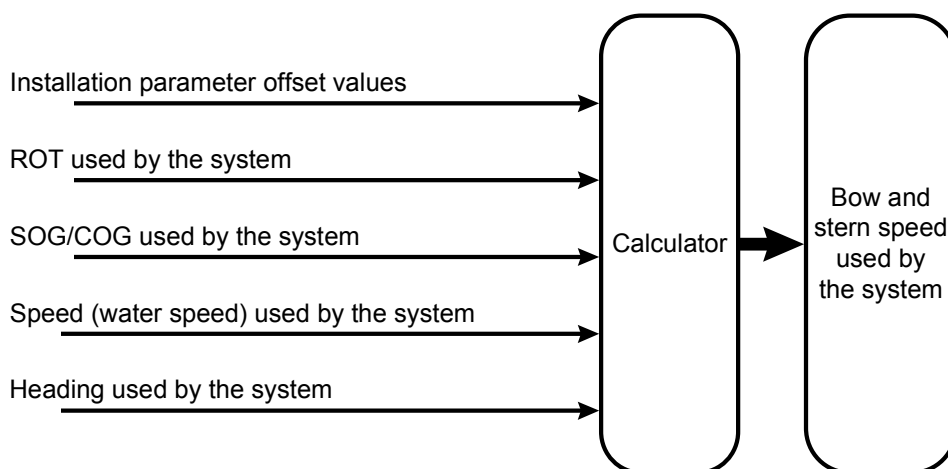 Installation parameter offset values
ROT used by the system
SOG/COG used by the system
Speed (water speed) used by the system
Heading used by the system
Calculator
Bow and
stern speed
used by
the system